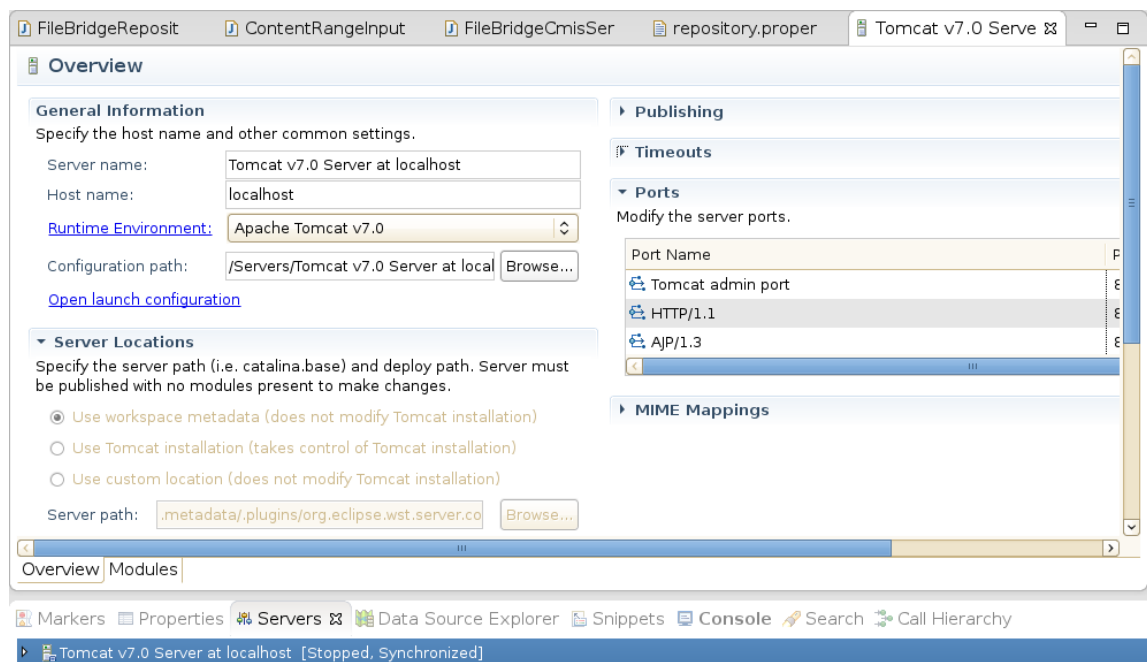 FileBridgeReposit
ContentRangeInput
FileBridgeCmisSer
repository.proper
Tomcat v7.0 Serve
Overview
General Information
Specify the host name and other common settings.
Server name:
Tomcat v7.0 Server at localhost
Host name:
localhost
Runtime Environment:
Apache Tomcat v7.0
Configuration path:
/Servers/Tomcat v7.0 Server at local
Browse...
Open launch configuration
Server Locations
Specify the server path (i.e. catalina.base) and deploy path. Server must
be published with no modules present to make changes.
Use workspace metadata (does not modify Tomcat installation)
Use Tomcat installation (takes control of Tomcat installation)
Use custom location (does not modify Tomcat installation)
Server path:
.metadata/.plugins/org.eclipse.wst.server.co
Browse...
Publishing
Timeouts
Ports
Modify the server ports.
Port Name
P
Tomcat admin port
8
HTTP/1.1
8
AJP/1.3
8
MIME Mappings
Overview
Modules
Markers
Properties
Servers
Data Source Explorer
Snippets
Console
Search
Call Hierarchy
Tomcat v7.0 Server at localhost [Stopped, Synchronized]